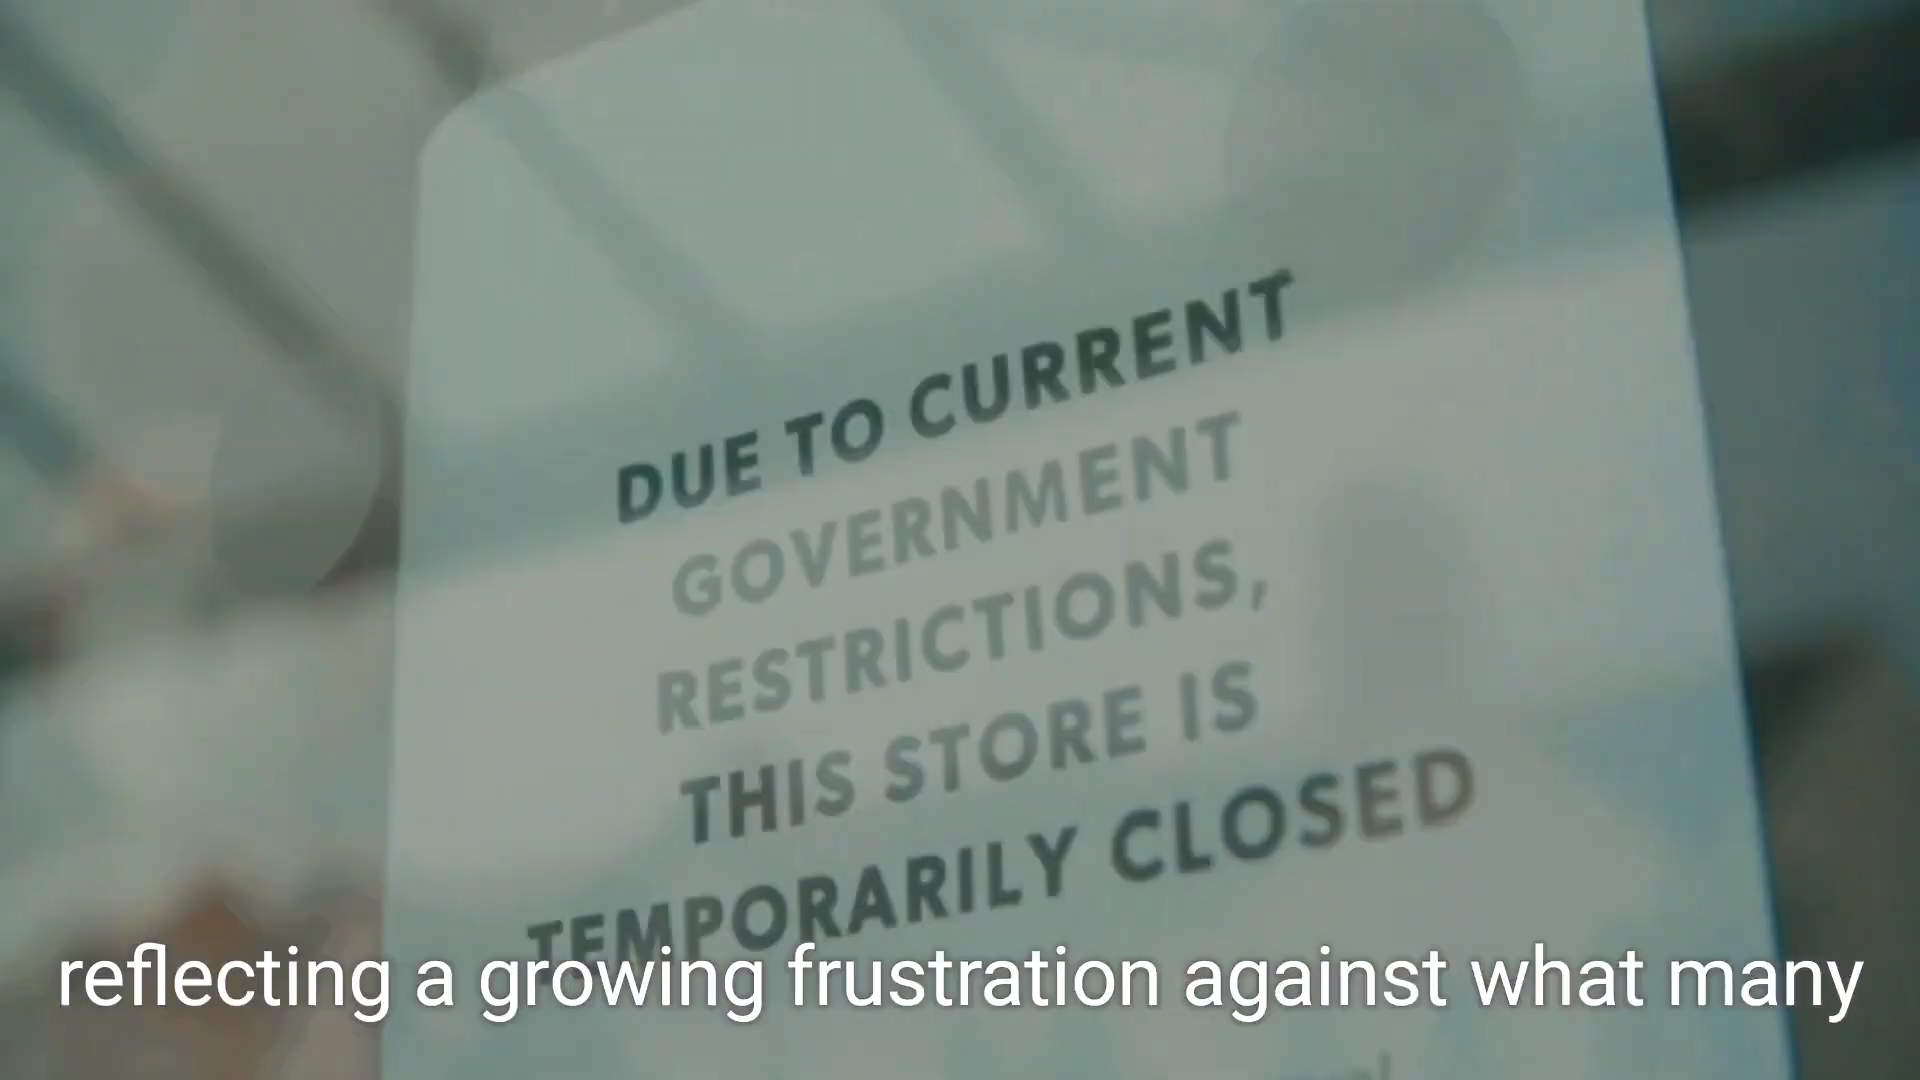 DUE TO CURRENT
GOVERNMENT
RESTRICTIONS,
THIS STORE IS
TEMPORARILY CLOSED
reflecting a growing frustration against what many